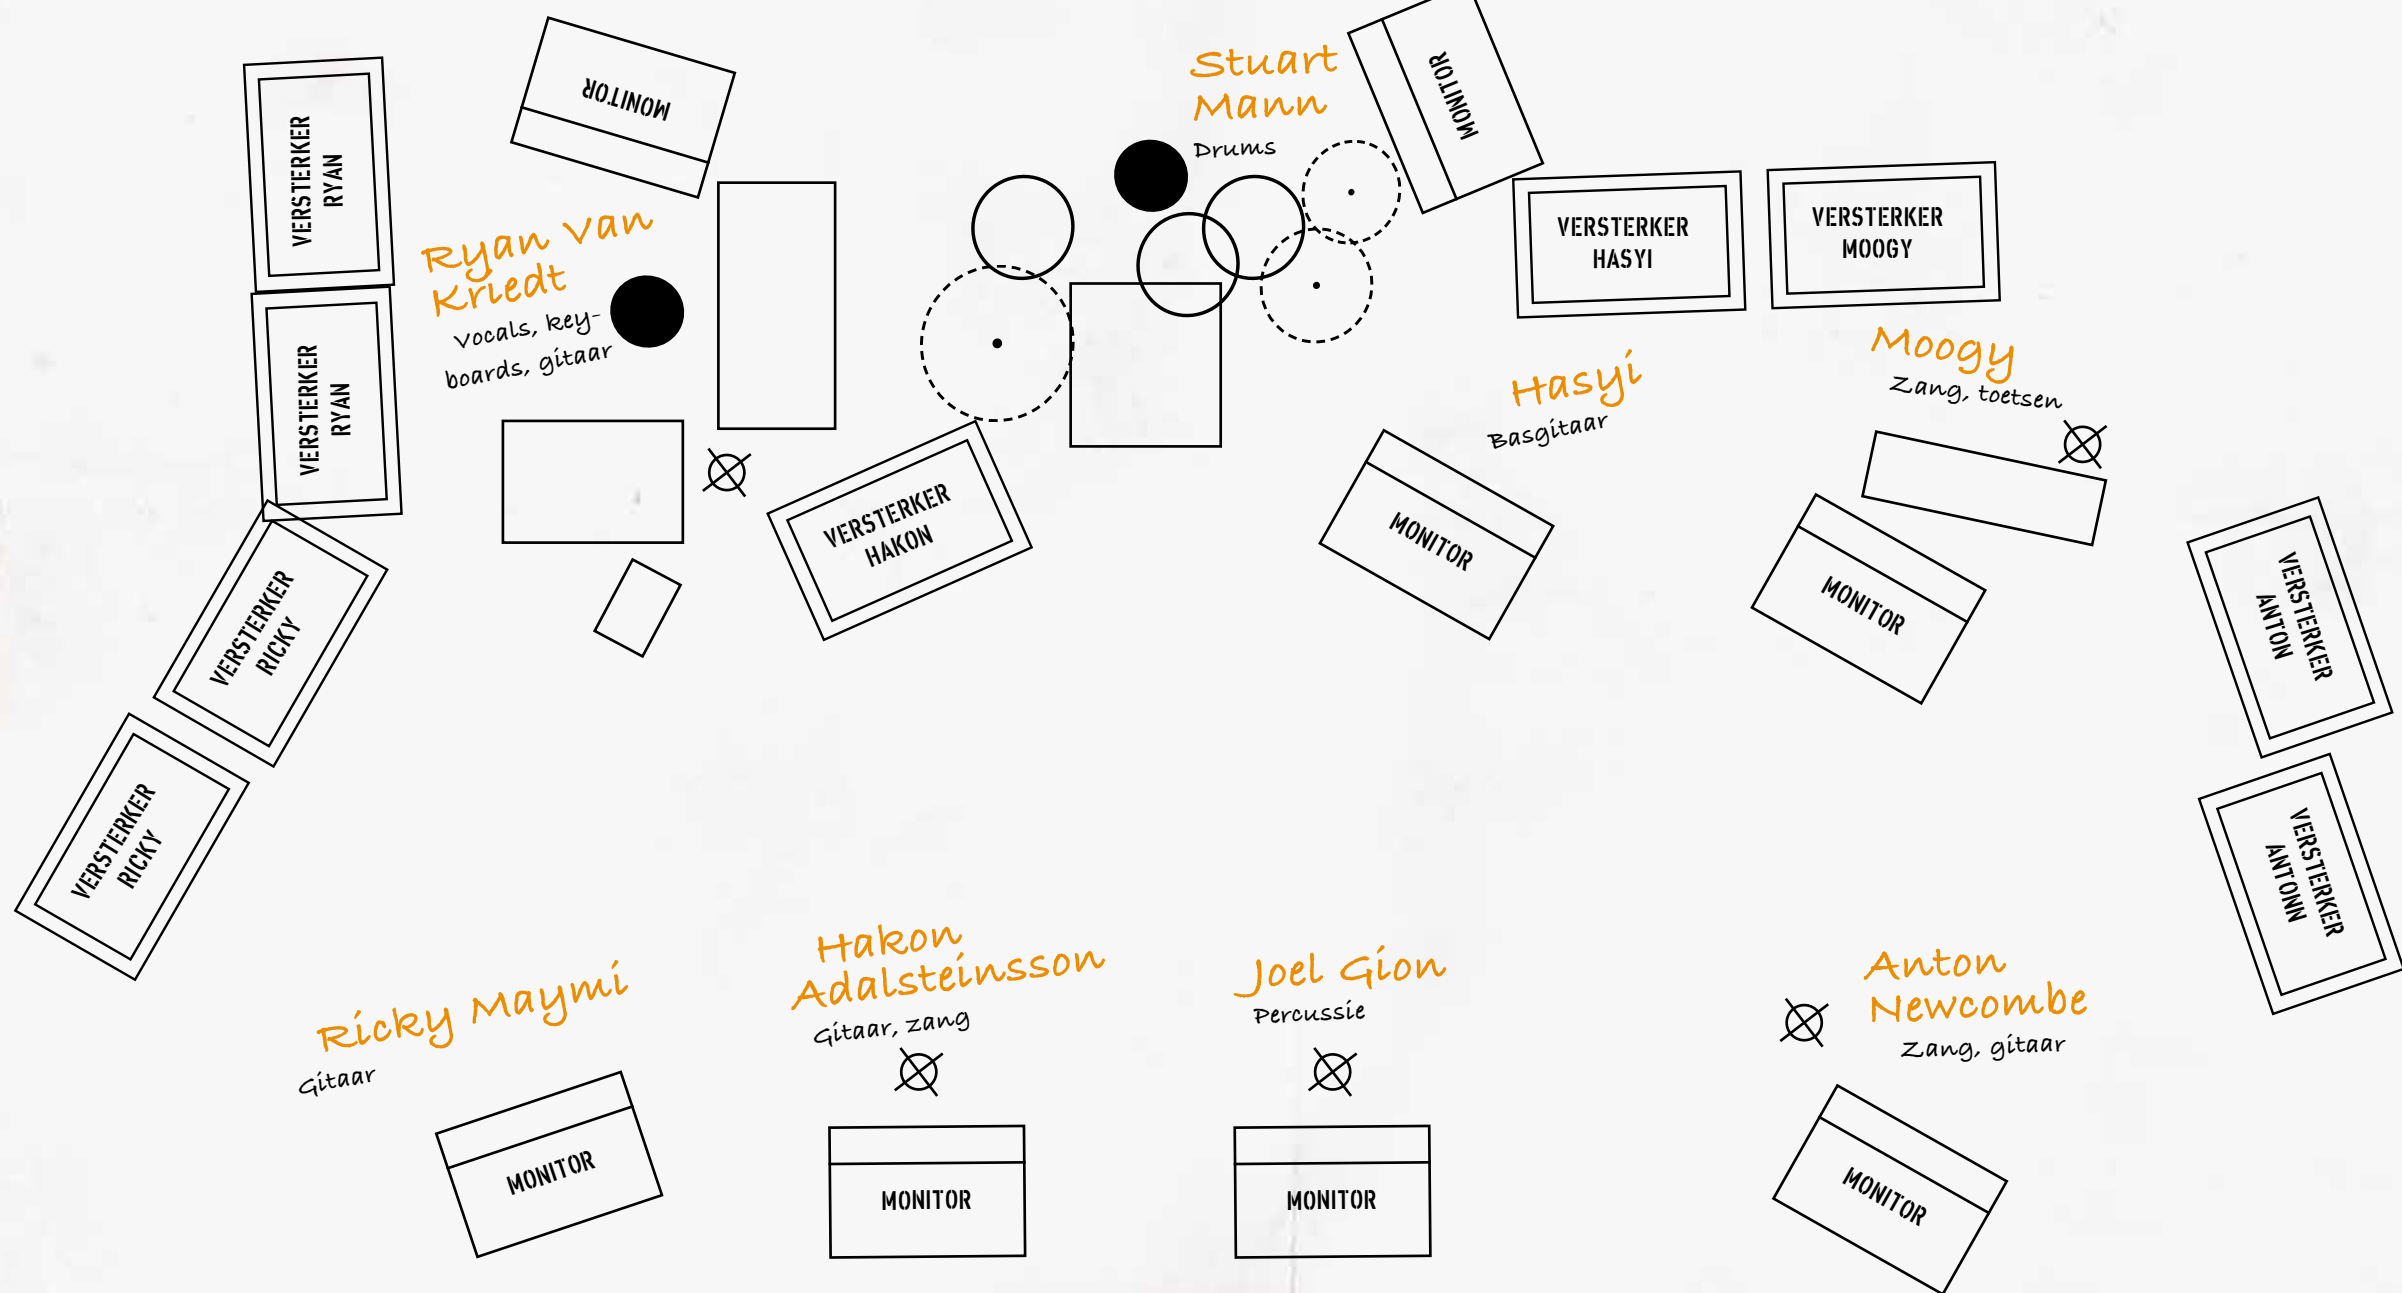 VERSTERKER
RYAN
MONITOR
Stuart
Mann
Drums
MONITOR
VERSTERKER
HASYI
VERSTERKER
MOOGY
Ryan Van
Kriedt
Vocals, key-
boards, gitaar
VERSTERKER
RYAN
Hasyi
Basgitaar
Moogy
Zang, toetsen
VERSTERKER
HAKON
MONITOR
MONITOR
VERSTERKER
ANTON
VERSTERKER
RICKY
VERSTERKER
RICKY
VERSTERKER
ANTONN
Ricky Maymi
Gitaar
Hakon
Adalsteinsson
Gitaar, zang
Joel Gion
Percussie
Anton
Newcombe
Zang, gitaar
MONITOR
MONITOR
MONITOR
MONITOR